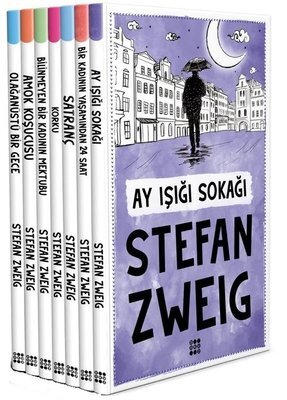 OLAĞANÜSTÜ BİR GECE
STEFAN ZWEIG
AMOK KOŞUCUSU
STEFAN ZWEIG
BİLİNMEYEN BİR KADININ MEKTUBU
STEFAN ZWEIG
KORKU
STEFAN ZWEIG
SATRANÇ
STEFAN ZWEIG
BİR KADININ YAŞAMINDAN 24 SAAT
STEFAN ZWEIG
AY IŞIĞI SOKAĞI
STEFAN ZWEIG
AY IŞIĞI SOKAĞI
STEFAN
ZWEIG